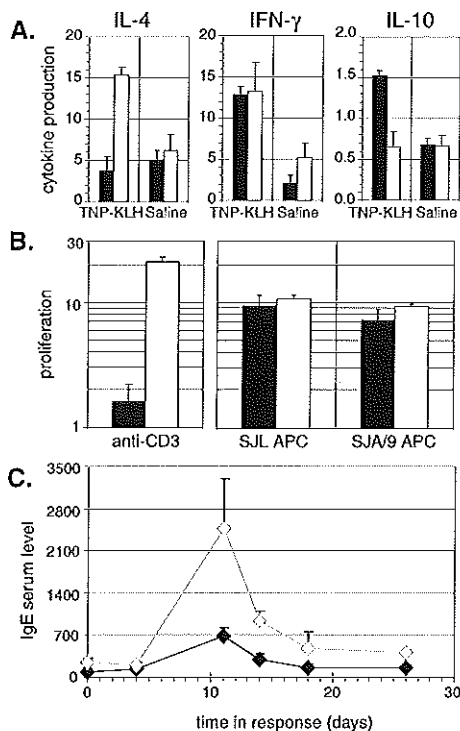 A.
IL-4 IFN-γ IL-10
cytokine production
20 20 2.0
15 15 1.5
10 10 1.0
5 5 0.5
0 0 0.0
TNP-KLH Saline TNP-KLH Saline TNP-KLH Saline
B.
proliferation
30
10
1
anti-CD3 SJL APC SJA/9 APC
C.
IgE serum level
3500
2800
2100
1400
700
0
0 10 20 30
time in response (days)